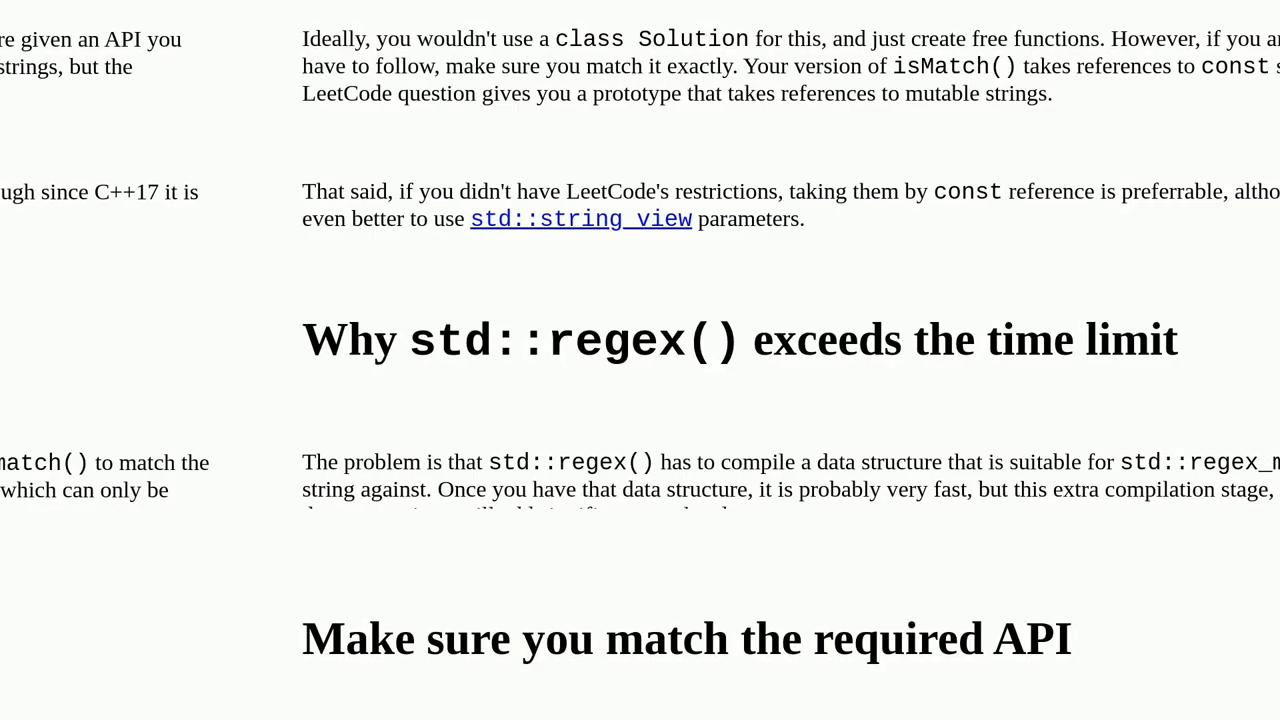 re given an API you
strings, but the
Ideally, you wouldn't use a class Solution for this, and just create free functions. However, if you a
have to follow, make sure you match it exactly. Your version of isMatch() takes references to const s
LeetCode question gives you a prototype that takes references to mutable strings.
ugh since C++17 it is
That said, if you didn't have LeetCode's restrictions, taking them by const reference is preferrable, altho
even better to use std::string_view parameters.
Why std::regex() exceeds the time limit
match() to match the
which can only be
The problem is that std::regex() has to compile a data structure that is suitable for std::regex_m
string against. Once you have that data structure, it is probably very fast, but this extra compilation stage,
Make sure you match the required API